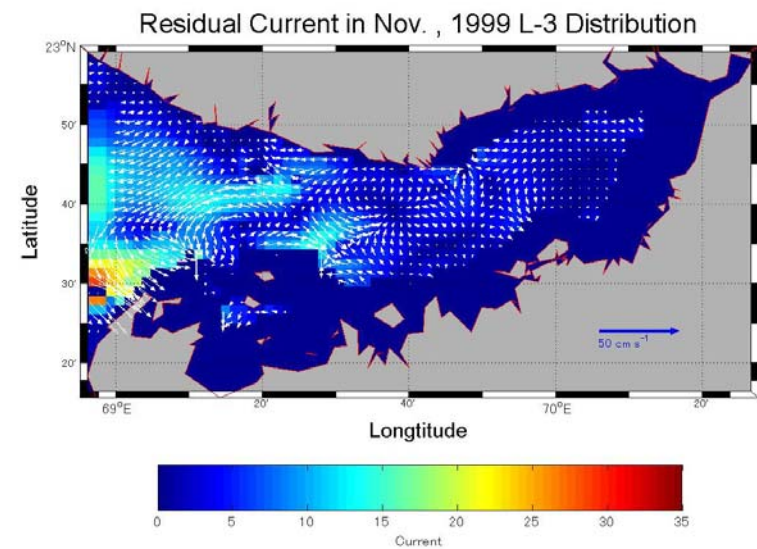 Residual Current in Nov. , 1999 L-3 Distribution
23°N
50'
40'
30'
20'
Latitude
50 cm s⁻¹
69°E
20'
40'
70°E
20'
Longtitude
0
5
10
15
20
25
30
35
Current